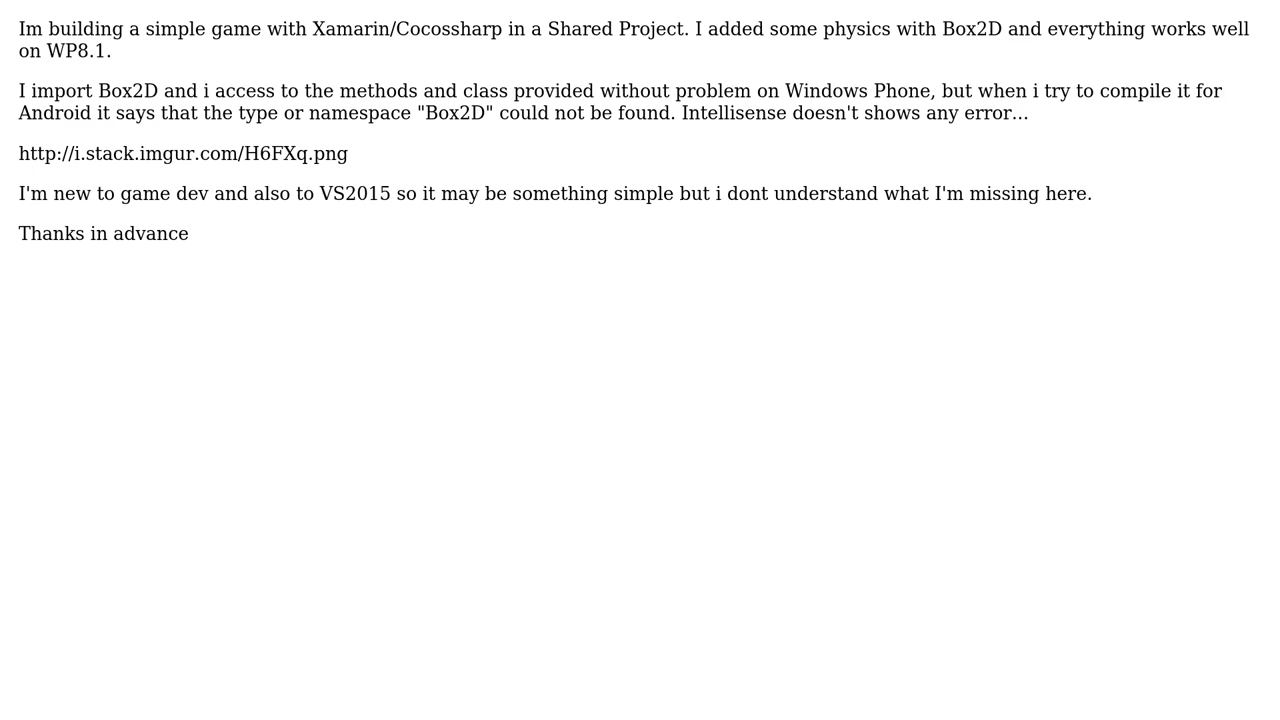 Im building a simple game with Xamarin/Cocossharp in a Shared Project. I added some physics with Box2D and everything works well
on WP8.1.
I import Box2D and i access to the methods and class provided without problem on Windows Phone, but when i try to compile it for
Android it says that the type or namespace "Box2D" could not be found. Intellisense doesn't shows any error...
http://i.stack.imgur.com/H6FXq.png
I'm new to game dev and also to VS2015 so it may be something simple but i dont understand what I'm missing here.
Thanks in advance